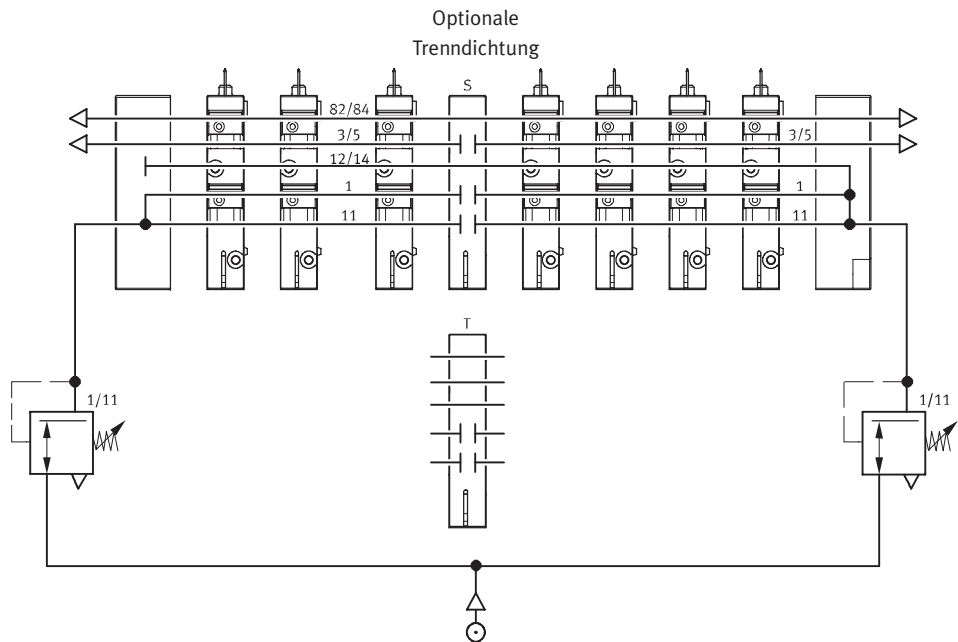 Optionale
Trenndichtung
S
82/84
3/5 3/5
12/14
1 1
11 11
T
1/11 1/11